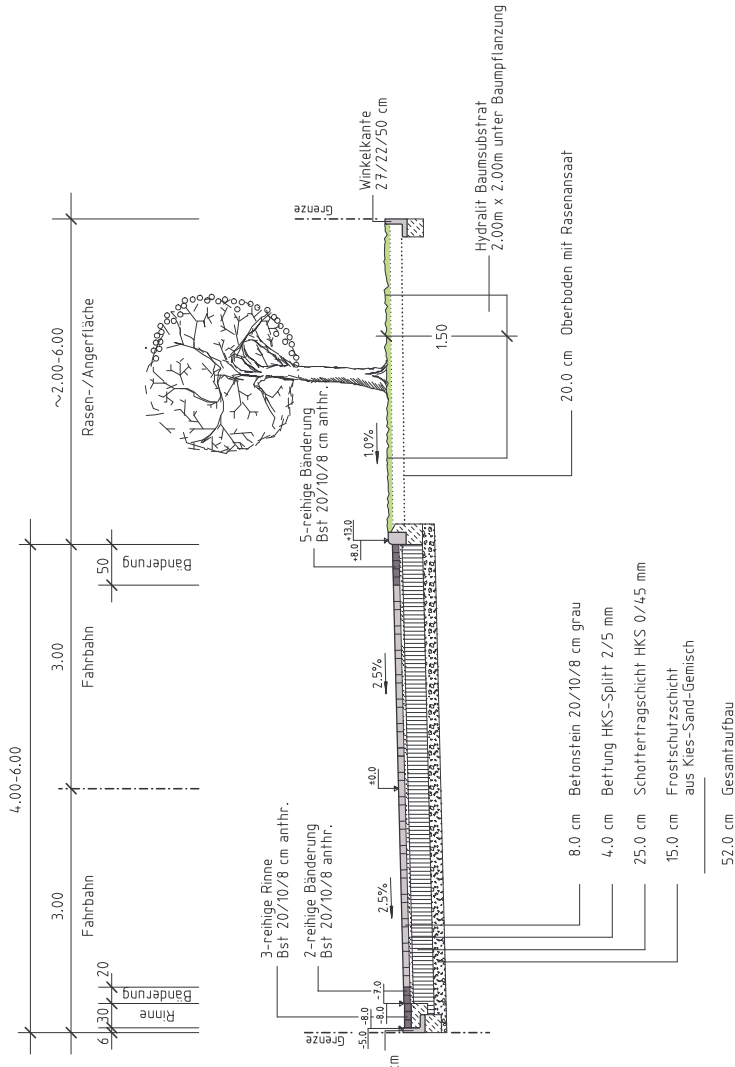 4.00-6.00
3.00
3.00
~2.00-6.00
Fahrbahn
Fahrbahn
Rasen-/Angerfläche
6
30
20
50
Rinne
Bänderung
Bänderung
3-reihige Rinne
Bst 20/10/8 cm anthr.
2-reihige Bänderung
Bst 20/10/8 anthr.
5-reihige Bänderung
Bst 20/10/8 cm anthr.
Winkelkante
27/22/50 cm
Grenze
Grenze
cm
-5.0
-8.0
-8.0
-7.0
2.5%
±0.0
2.5%
+8.0
+13.0
1.0%
1.50
Hydralit Baumsubstrat
2.00m x 2.00m unter Baumpflanzung
20.0 cm Oberboden mit Rasenansaat
8.0 cm Betonstein 20/10/8 cm grau
4.0 cm Bettung HKS-Splitt 2/5 mm
25.0 cm Schottertragschicht HKS 0/45 mm
15.0 cm Frostschutzschicht
aus Kies-Sand-Gemisch
52.0 cm Gesamtaufbau